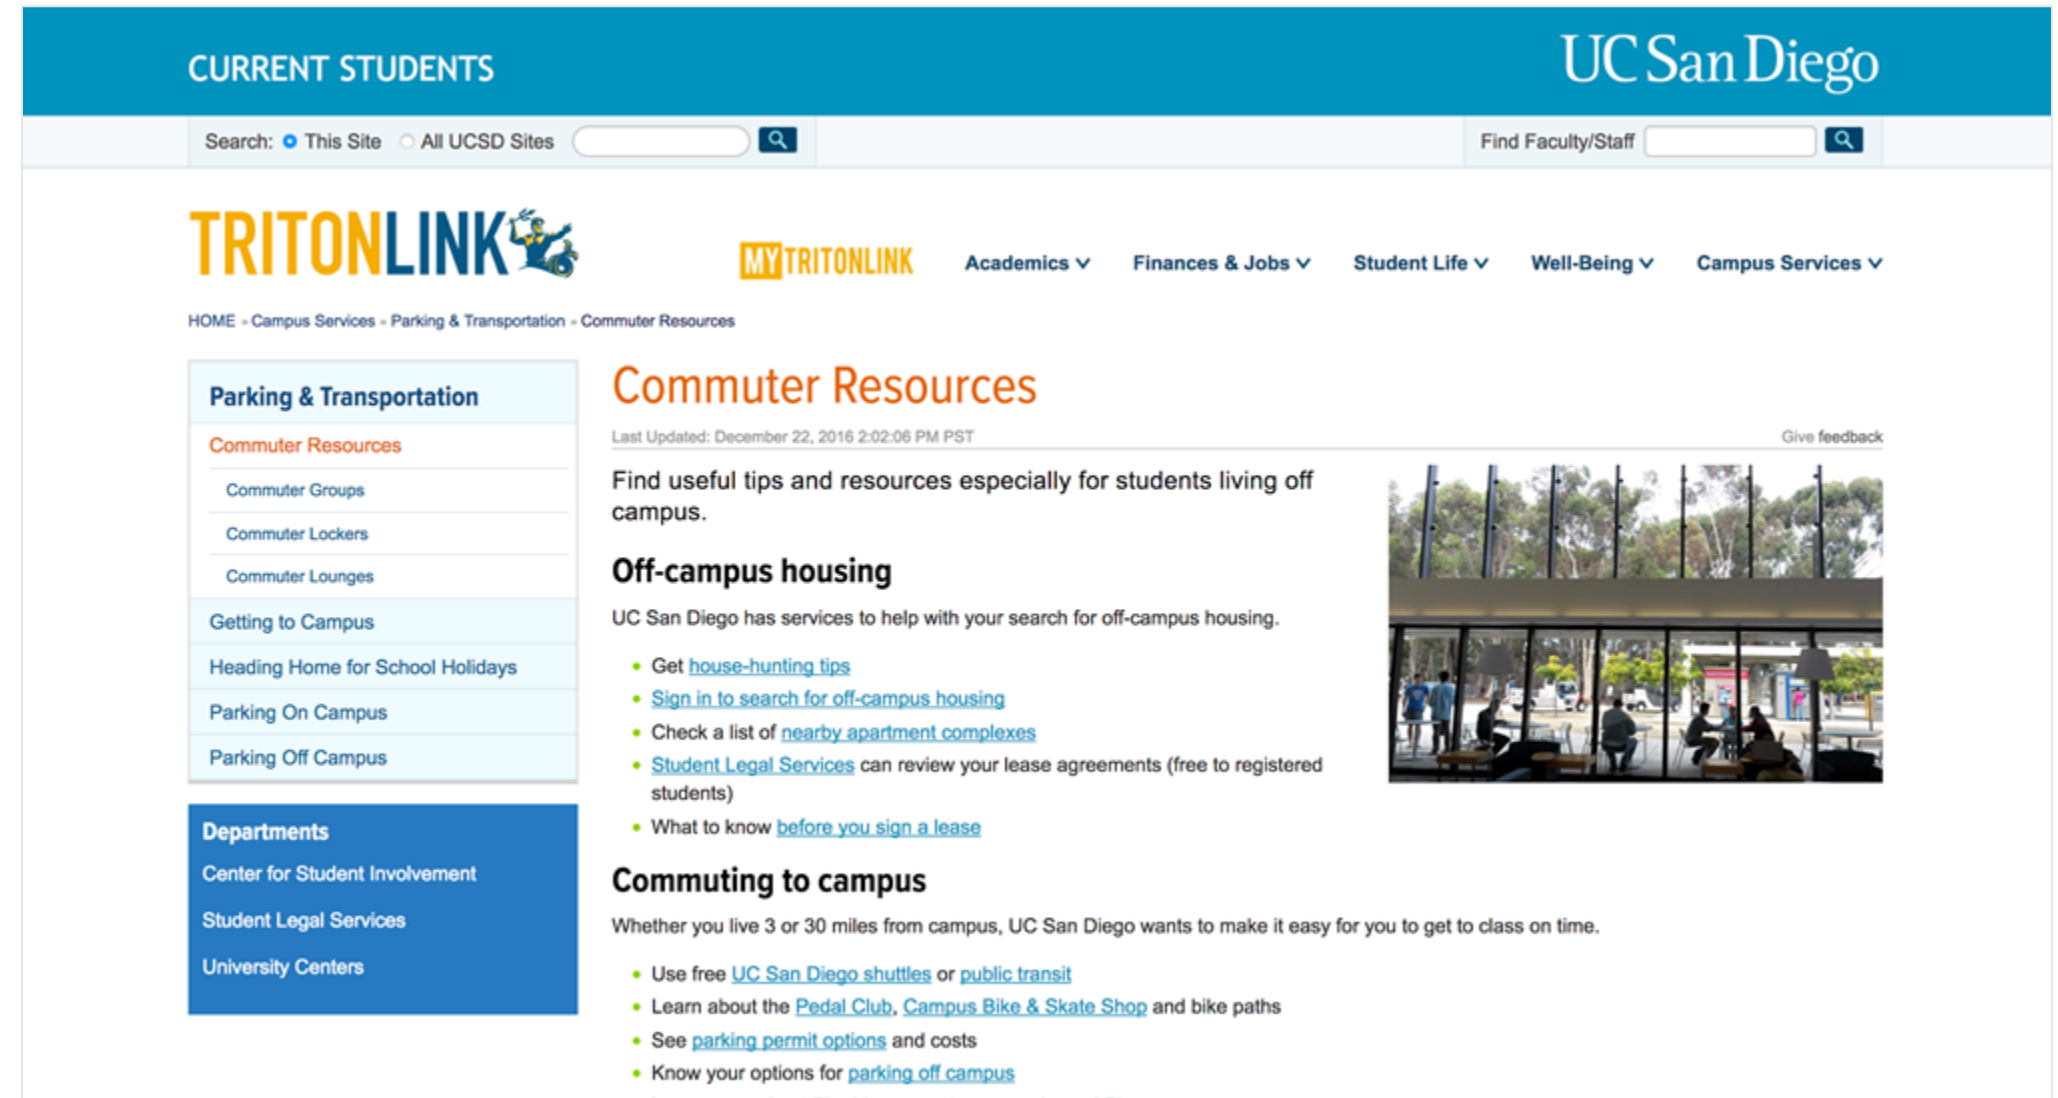 CURRENT STUDENTS
UC San Diego
Search: This Site All UCSD Sites
Find Faculty/Staff
TRITONLINK
MYTRITONLINK
Academics
Finances & Jobs
Student Life
Well-Being
Campus Services
HOME - Campus Services - Parking & Transportation - Commuter Resources
Parking & Transportation
Commuter Resources
Commuter Groups
Commuter Lockers
Commuter Lounges
Getting to Campus
Heading Home for School Holidays
Parking On Campus
Parking Off Campus
Departments
Center for Student Involvement
Student Legal Services
University Centers
Commuter Resources
Last Updated: December 22, 2016 2:02:06 PM PST
Give feedback
Find useful tips and resources especially for students living off
campus.
Off-campus housing
UC San Diego has services to help with your search for off-campus housing.
• Get house-hunting tips
• Sign in to search for off-campus housing
• Check a list of nearby apartment complexes
• Student Legal Services can review your lease agreements (free to registered
students)
• What to know before you sign a lease
Commuting to campus
Whether you live 3 or 30 miles from campus, UC San Diego wants to make it easy for you to get to class on time.
• Use free UC San Diego shuttles or public transit
• Learn about the Pedal Club, Campus Bike & Skate Shop and bike paths
• See parking permit options and costs
• Know your options for parking off campus